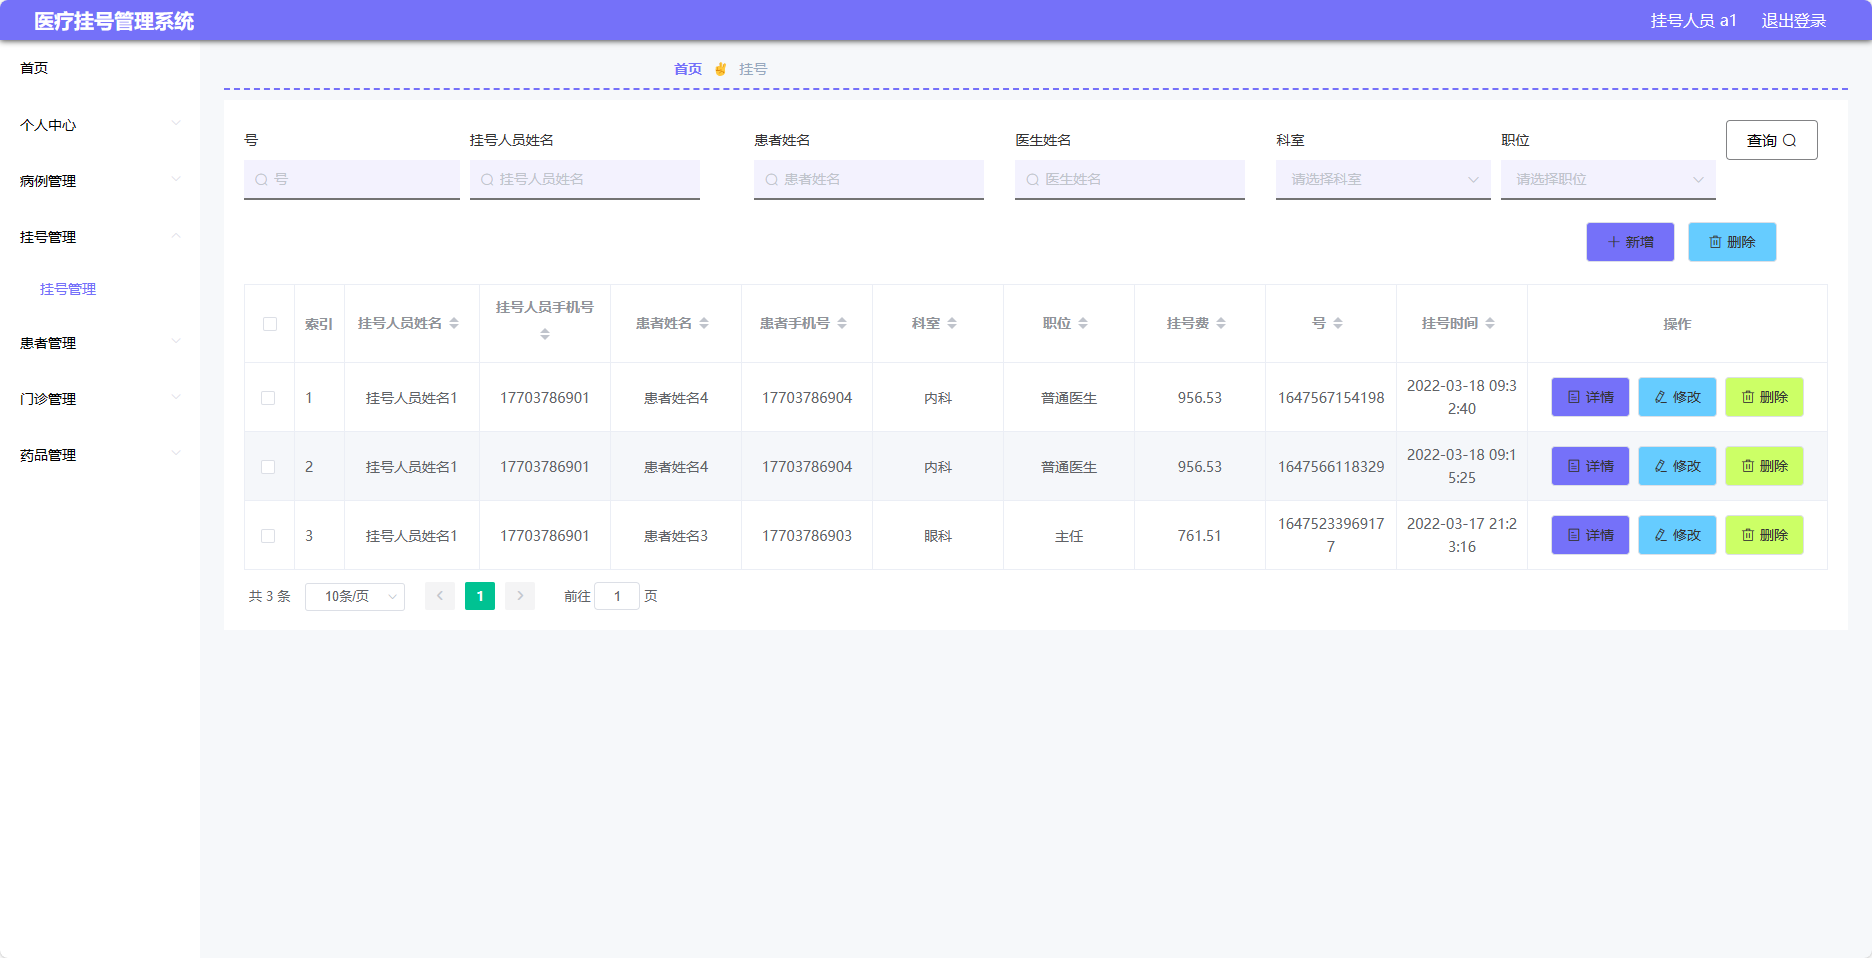 医疗挂号管理系统
挂号人员 a1
退出登录
首页
个人中心
病例管理
挂号管理
挂号管理
患者管理
门诊管理
药品管理
首页 挂号
号 挂号人员姓名 患者姓名 医生姓名 科室 职位
号 挂号人员姓名 患者姓名 医生姓名 请选择科室 请选择职位
查询
新增 删除
索引 挂号人员姓名 挂号人员手机号 患者姓名 患者手机号 科室 职位 挂号费 号 挂号时间 操作
1 挂号人员姓名1 17703786901 患者姓名4 17703786904 内科 普通医生 956.53 1647567154198 2022-03-18 09:3
2:40
详情 修改 删除
2 挂号人员姓名1 17703786901 患者姓名4 17703786904 内科 普通医生 956.53 1647566118329 2022-03-18 09:1
5:25
详情 修改 删除
3 挂号人员姓名1 17703786901 患者姓名3 17703786903 眼科 主任 761.51 1647523396917
7
2022-03-17 21:2
3:16
详情 修改 删除
共 3 条 10条/页 1 前往 1 页